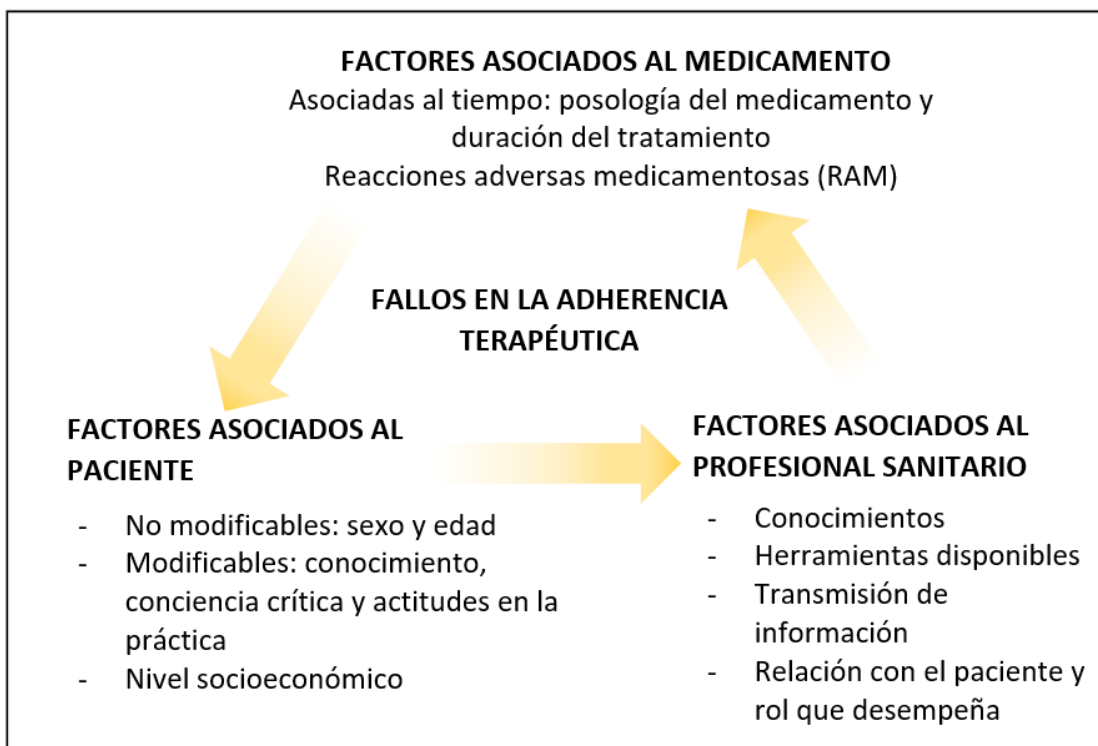 FACTORES ASOCIADOS AL MEDICAMENTO
Asociadas al tiempo: posología del medicamento y
duración del tratamiento
Reacciones adversas medicamentosas (RAM)
FALLOS EN LA ADHERENCIA
TERAPÉUTICA
FACTORES ASOCIADOS AL
PACIENTE
- No modificables: sexo y edad
- Modificables: conocimiento,
conciencia crítica y actitudes en la
práctica
- Nivel socioeconómico
FACTORES ASOCIADOS AL
PROFESIONAL SANITARIO
- Conocimientos
- Herramientas disponibles
- Transmisión de
información
- Relación con el paciente y
rol que desempeña